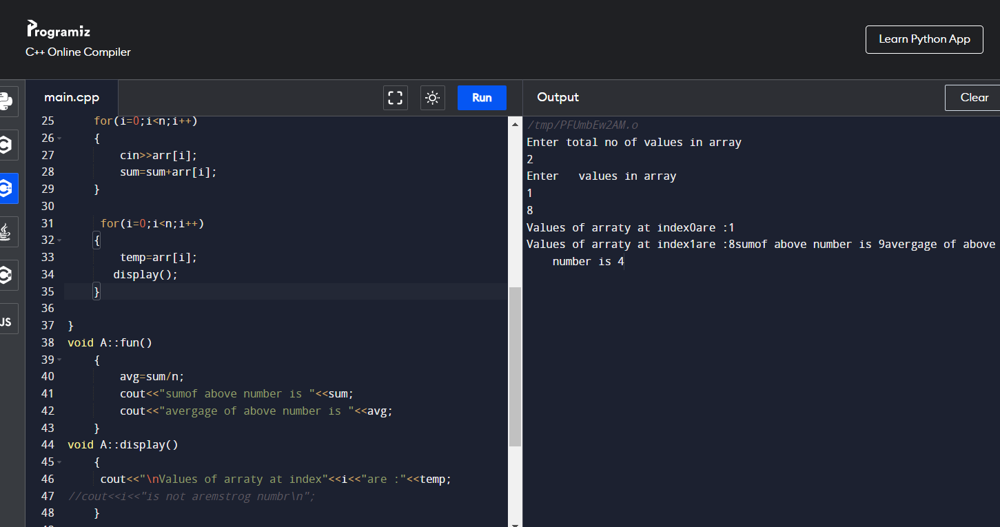 Programiz
C++ Online Compiler
Learn Python App
main.cpp
Run
Output
Clear
25 for(i=0;i<n;i++)
26 {
27 cin>>arr[i];
28 sum=sum+arr[i];
29 }
30
31 for(i=0;i<n;i++)
32 {
33 temp=arr[i];
34 display();
35 }
36
37 }
38 void A::fun()
39 {
40 avg=sum/n;
41 cout<<"sumof above number is "<<sum;
42 cout<<"avergage of above number is "<<avg;
43 }
44 void A::display()
45 {
46 cout<<"\nValues of arraty at index"<<i<<"are :"<<temp;
47 //cout<<i<<"is not aremstrog numbr\n";
48 }
/tmp/PFUmbEw2AM.o
Enter total no of values in array
2
Enter   values in array
1
8
Values of arraty at index0are :1
Values of arraty at index1are :8sumof above number is 9avergage of above
number is 4
JS